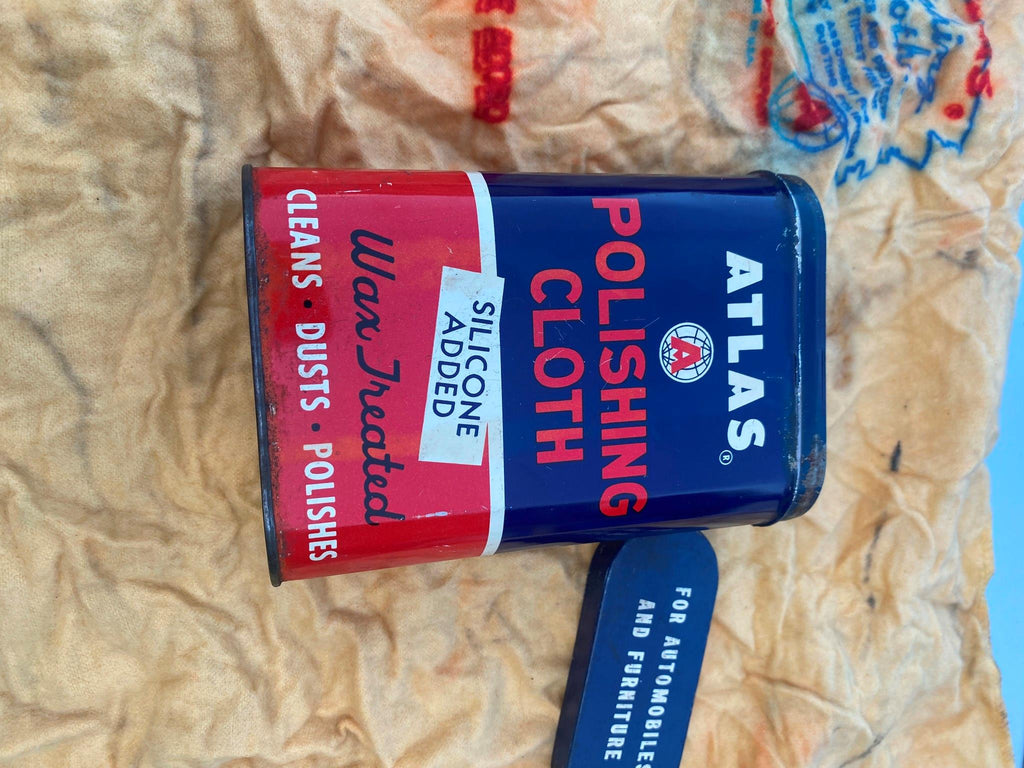 ATLAS®
A
POLISHING
CLOTH
SILICONE
ADDED
Wax Treated
CLEANS • DUSTS • POLISHES
FOR AUTOMOBILES
AND FURNITURE